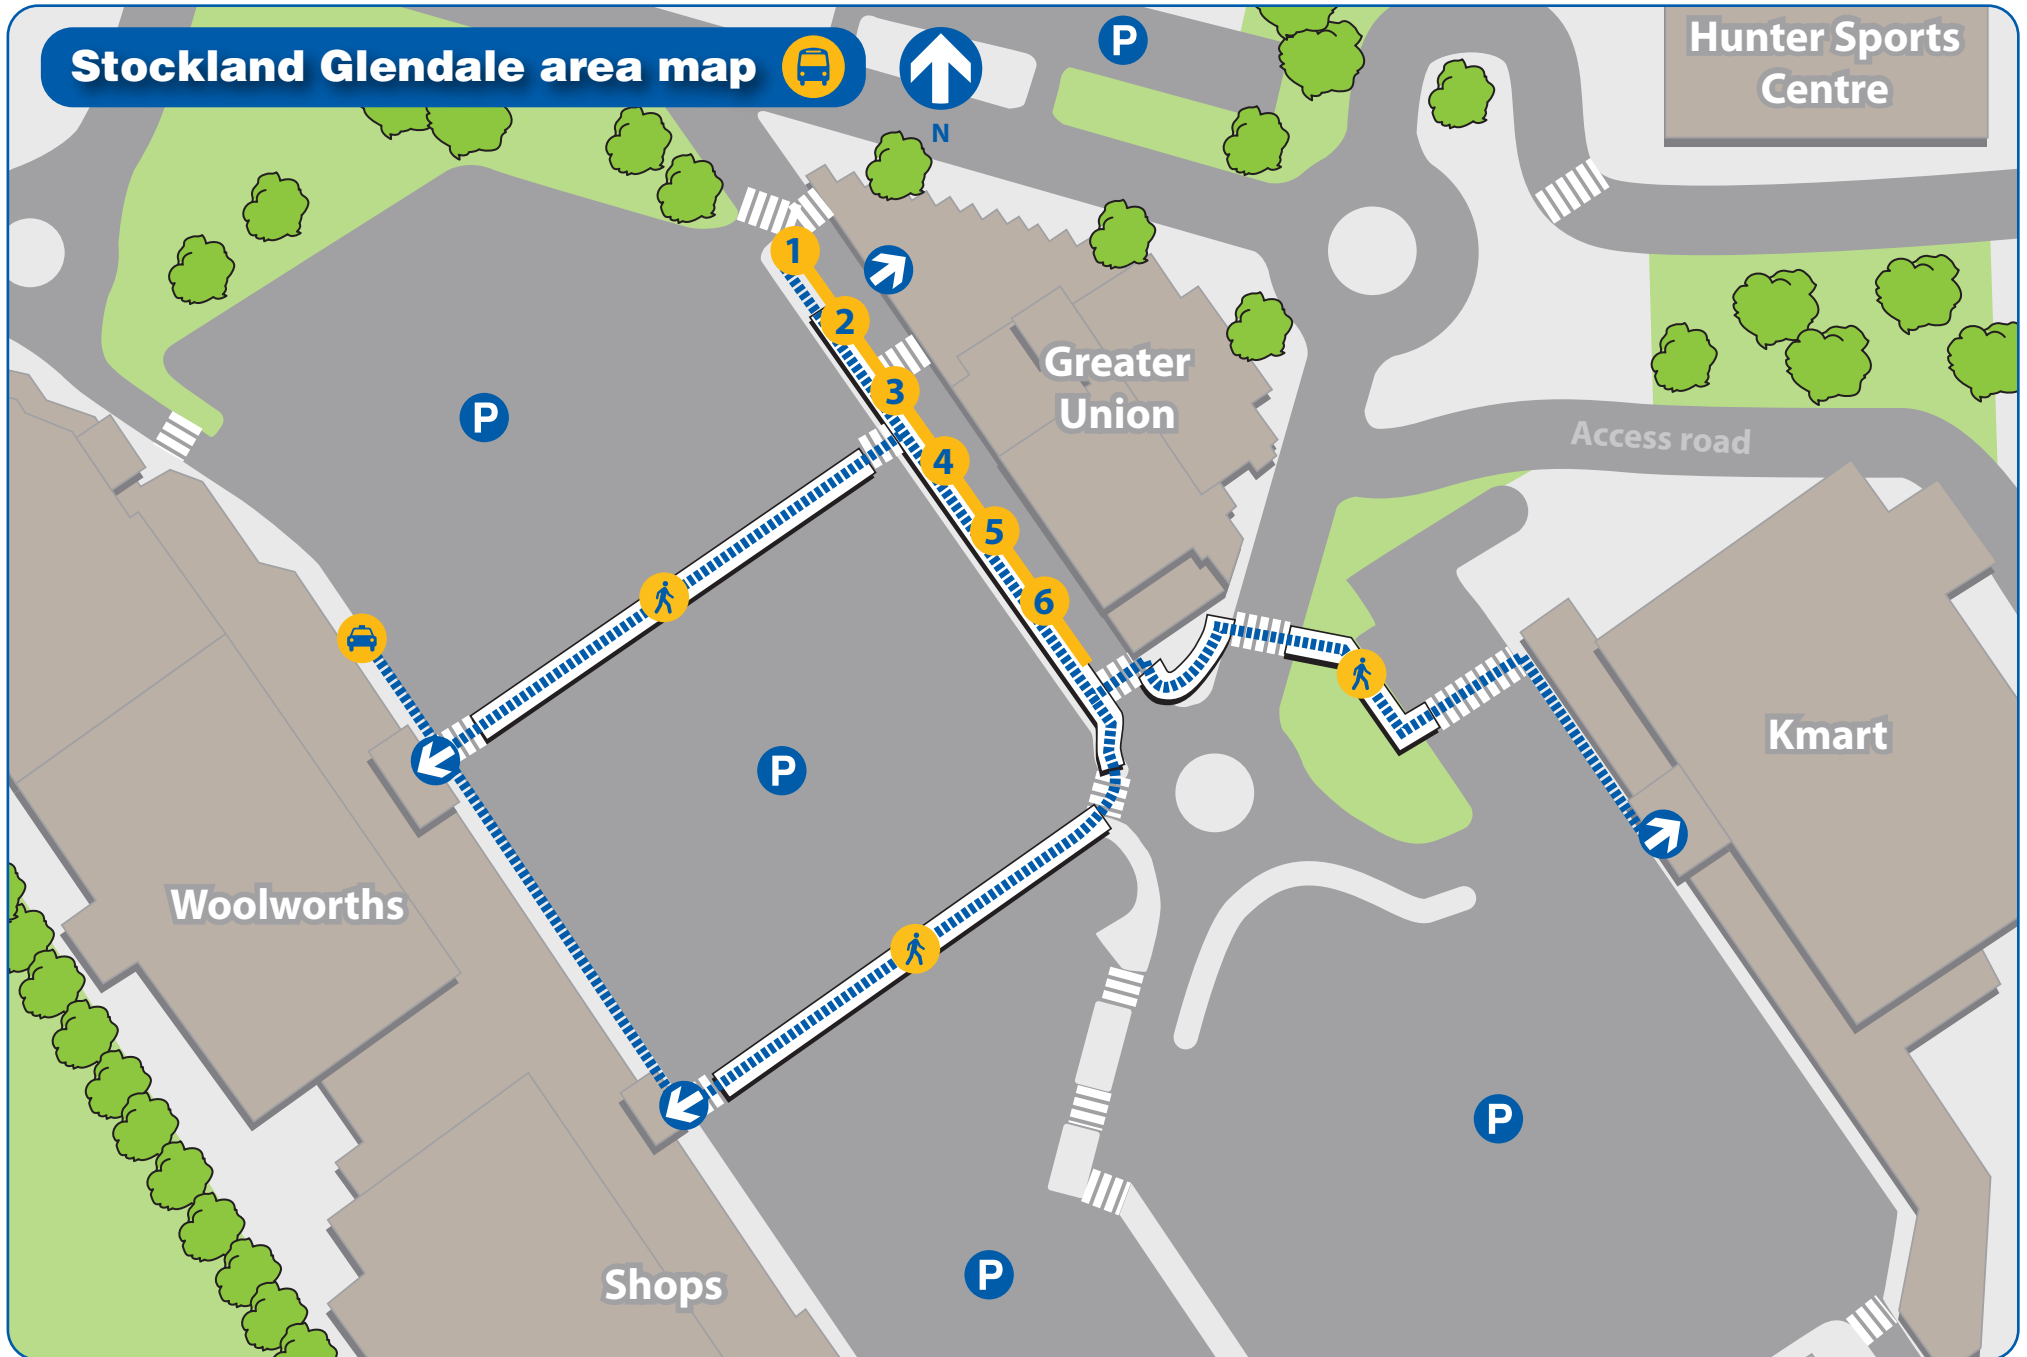 Stockland Glendale area map
N
P
Hunter Sports
Centre
1
2
3
4
5
6
Greater
Union
P
Access road
P
Kmart
Woolworths
P
P
Shops